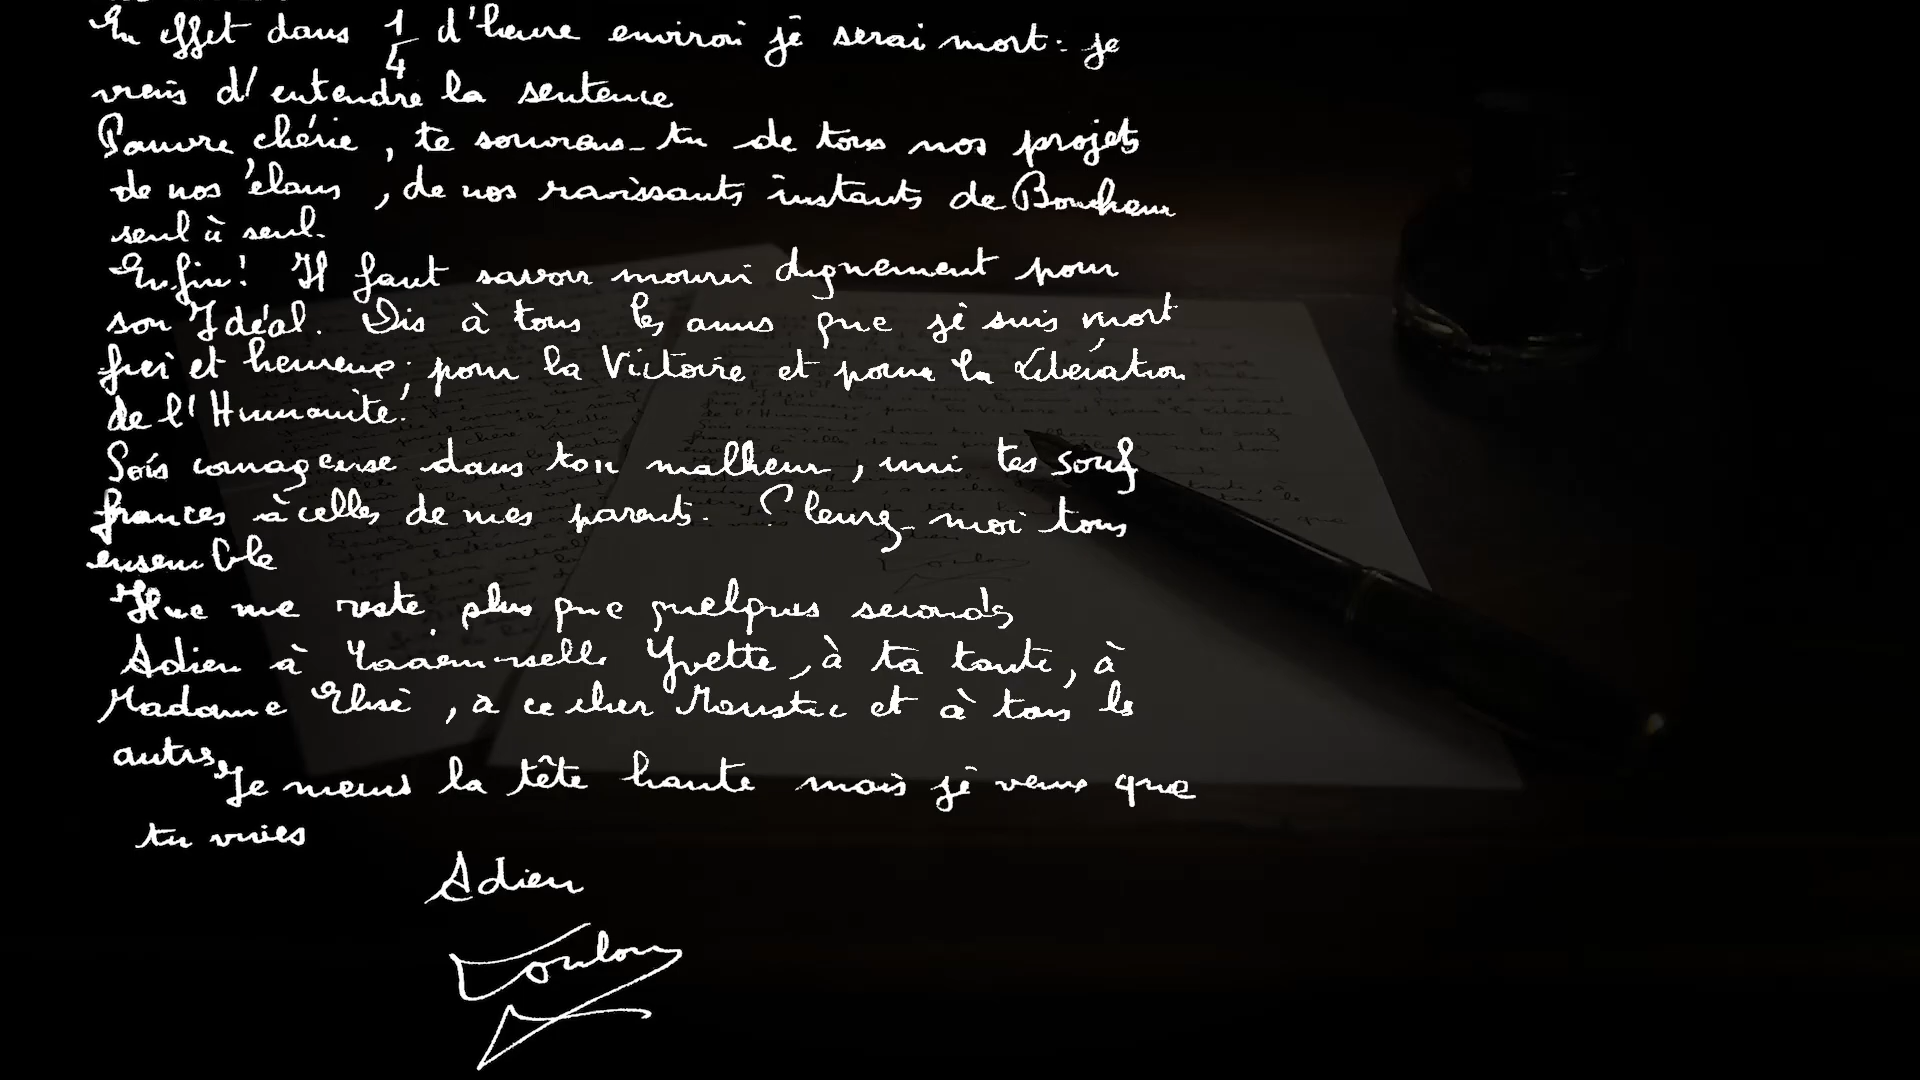 En effet dans 1/4 d'heure environ je serai mort : je
viens d'entendre la sentence
Pauvre chérie, te souviens-tu de tous nos projets
de nos élans, de nos ravissants instants de Bonheur
seul à seul.
Enfin! Il faut savoir mourir dignement pour
son Idéal. Dis à tous les amis que je suis mort
fier et heureux ; pour la Victoire et pour la Libération
de l'Humanité!
Sois courageuse dans ton malheur, uni tes souf
frances à celles de mes parents. Pleurez-moi tous
ensemble
Il ne me reste plus que quelques secondes
Adieu à Mademoiselle Yvette, à ta tante, à
Madame Elise, à ce cher Moustic et à tous les
autres
Je meurs la tête haute mais je veux que
tu vives
Adieu